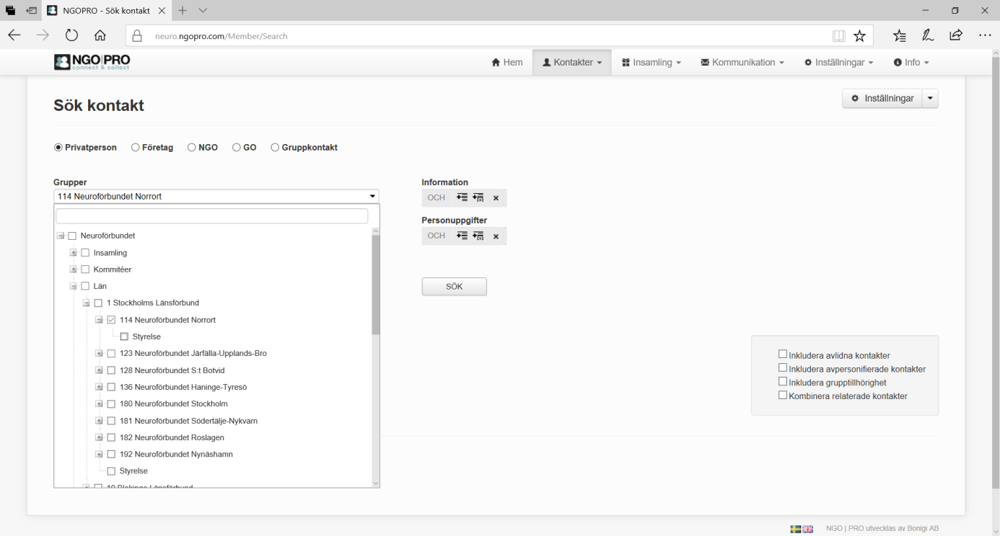 NGOPRO - Sök kontakt
neuro.ngopro.com/Member/Search
NGO|PRO
connect & collect
Hem Kontakter Insamling Kommunikation Inställningar Info
Sök kontakt
Inställningar
Privatperson Företag NGO GO Gruppkontakt
Grupper
114 Neuroförbundet Norrort
Neuroförbundet
Insamling
Kommitéer
Län
1 Stockholms Länsförbund
114 Neuroförbundet Norrort
Styrelse
123 Neuroförbundet Järfälla-Upplands-Bro
128 Neuroförbundet S:t Botvid
136 Neuroförbundet Haninge-Tyresö
180 Neuroförbundet Stockholm
181 Neuroförbundet Södertälje-Nykvarn
182 Neuroförbundet Roslagen
192 Neuroförbundet Nynäshamn
Styrelse
10 Blekinge Länsförbund
Information
OCH
Personuppgifter
OCH
SÖK
Inkludera avlidna kontakter
Inkludera avpersonifierade kontakter
Inkludera grupptillhörighet
Kombinera relaterade kontakter
NGO | PRO utvecklas av Bonigi AB